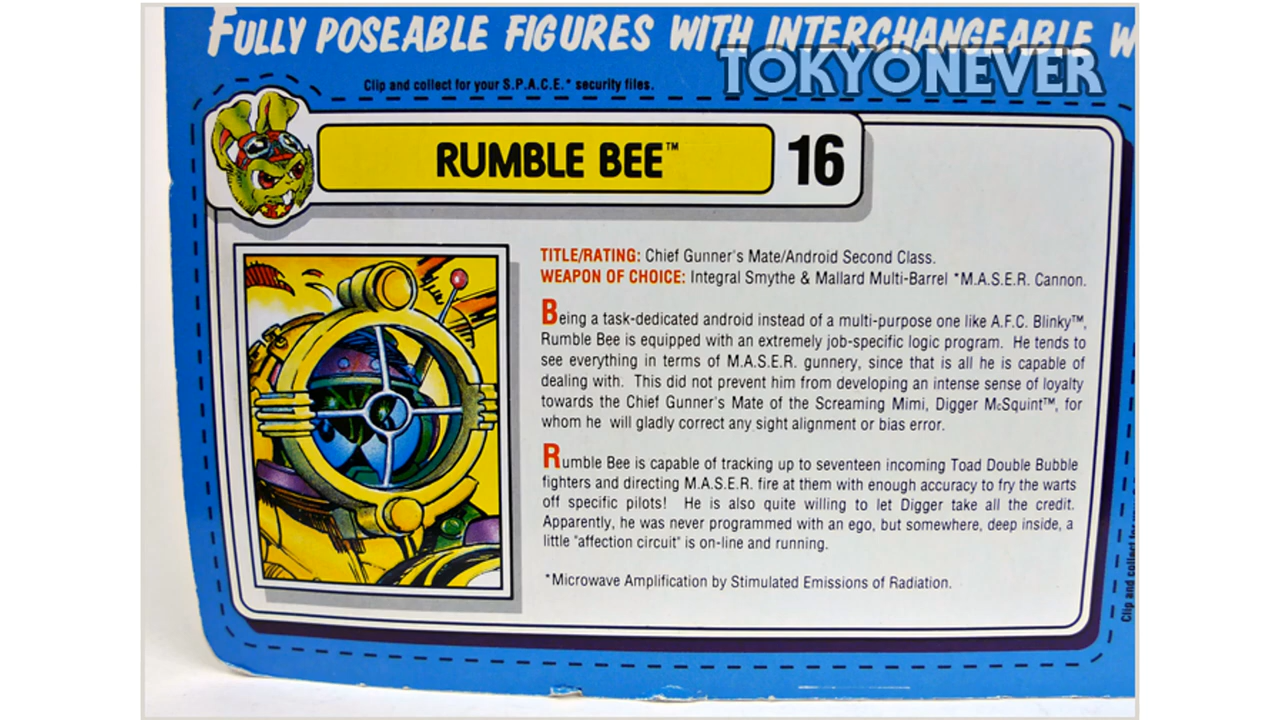 FULLY POSEABLE FIGURES WITH INTERCHANGEABLE W
TOKYONEVER
Clip and collect for your S.P.A.C.E.* security files.
RUMBLE BEE™
16
TITLE/RATING: Chief Gunner's Mate/Android Second Class.
WEAPON OF CHOICE: Integral Smythe & Mallard Multi-Barrel *M.A.S.E.R. Cannon.
Being a task-dedicated android instead of a multi-purpose one like A.F.C. Blinky™,
Rumble Bee is equipped with an extremely job-specific logic program. He tends to
see everything in terms of M.A.S.E.R. gunnery, since that is all he is capable of
dealing with. This did not prevent him from developing an intense sense of loyalty
towards the Chief Gunner's Mate of the Screaming Mimi, Digger McSquint™, for
whom he will gladly correct any sight alignment or bias error.
Rumble Bee is capable of tracking up to seventeen incoming Toad Double Bubble
fighters and directing M.A.S.E.R. fire at them with enough accuracy to fry the warts
off specific pilots! He is also quite willing to let Digger take all the credit.
Apparently, he was never programmed with an ego, but somewhere, deep inside, a
little "affection circuit" is on-line and running.
*Microwave Amplification by Stimulated Emissions of Radiation.
Clip and collect for